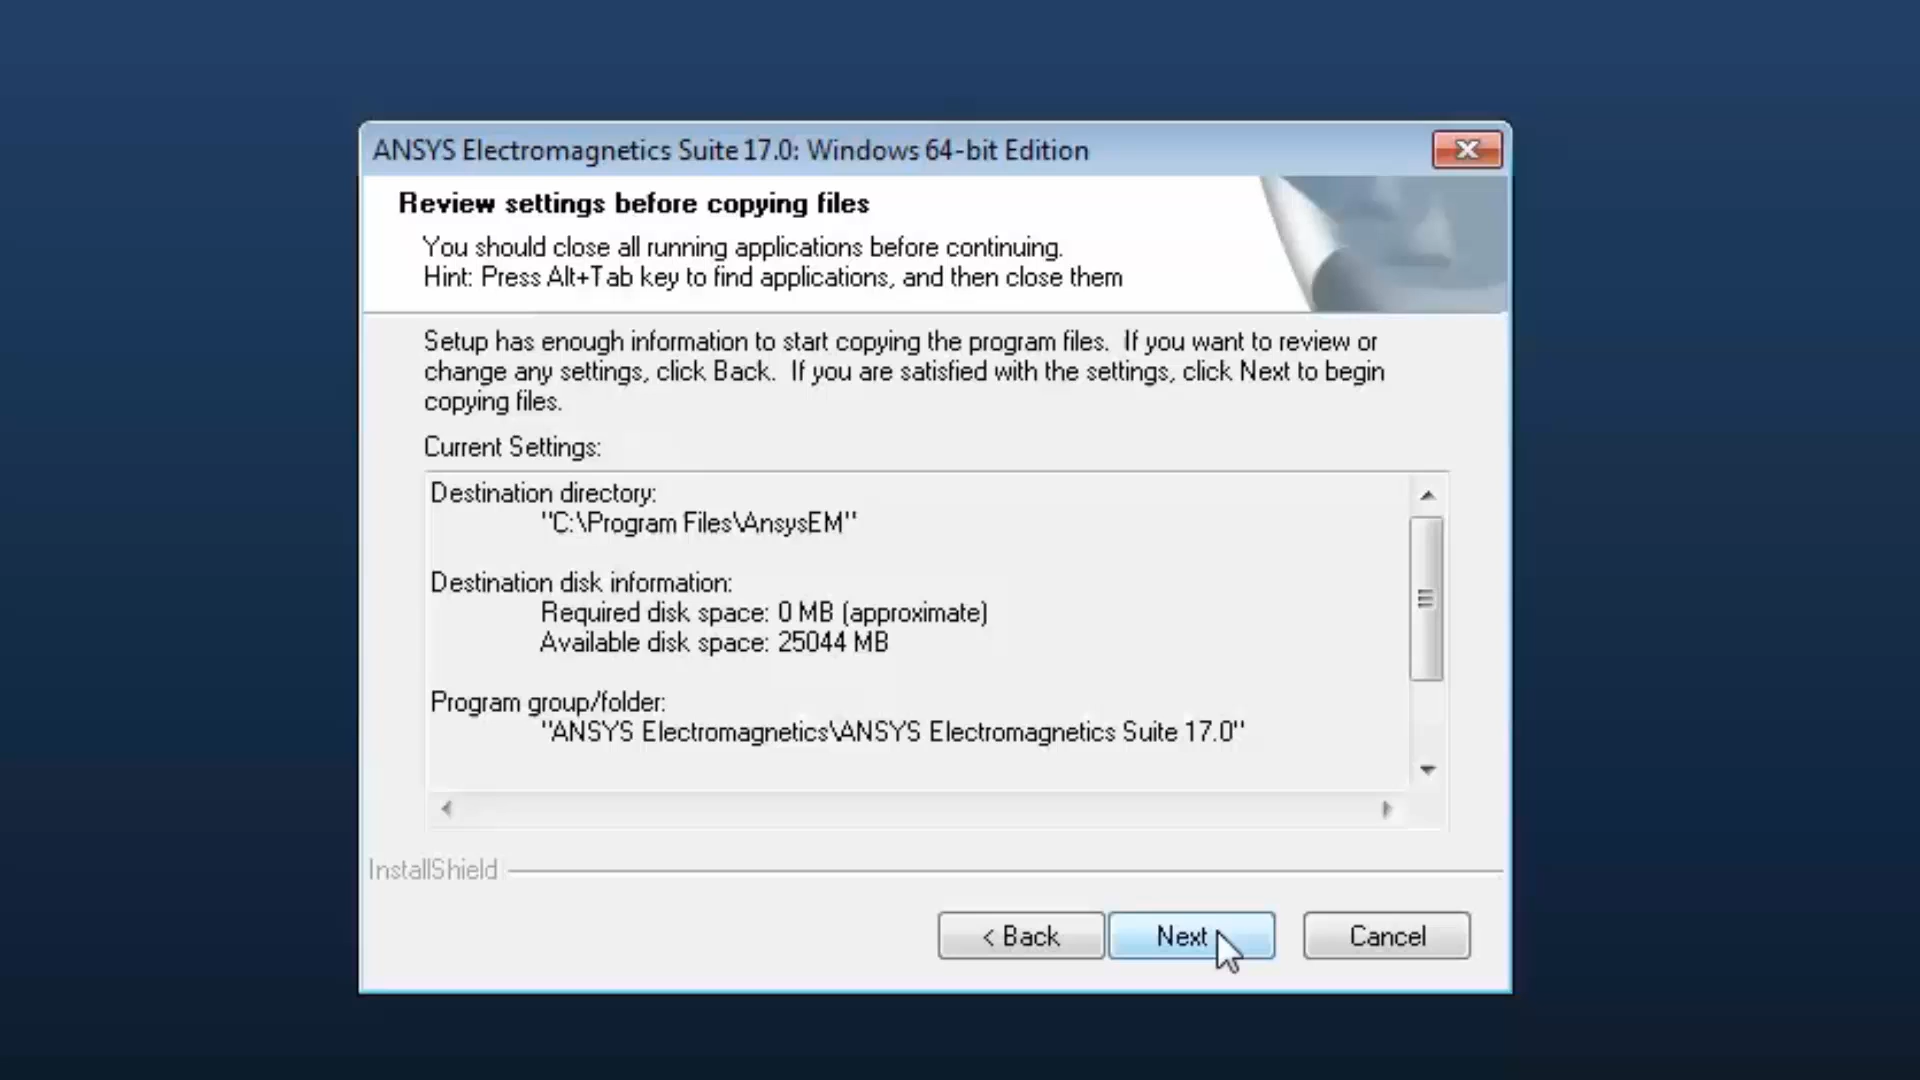 ANSYS Electromagnetics Suite 17.0: Windows 64-bit Edition
Review settings before copying files
You should close all running applications before continuing.
Hint: Press Alt+Tab key to find applications, and then close them
Setup has enough information to start copying the program files. If you want to review or
change any settings, click Back. If you are satisfied with the settings, click Next to begin
copying files.
Current Settings:
Destination directory:
"C:\Program Files\AnsysEM"
Destination disk information:
Required disk space: 0 MB (approximate)
Available disk space: 25044 MB
Program group/folder:
"ANSYS Electromagnetics\ANSYS Electromagnetics Suite 17.0"
InstallShield
< Back
Next
Cancel